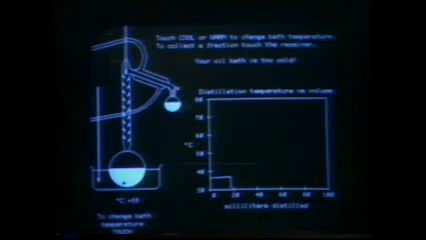 Touch COOL or WARM to change bath temperature.
To collect a fraction touch the receiver.
Your oil bath is too cold!
Distillation temperature vs volume
80
70
60
50
40
30
°C
0 20 40 60 80 100
milliliters distilled
To change bath
temperature
TOUCH